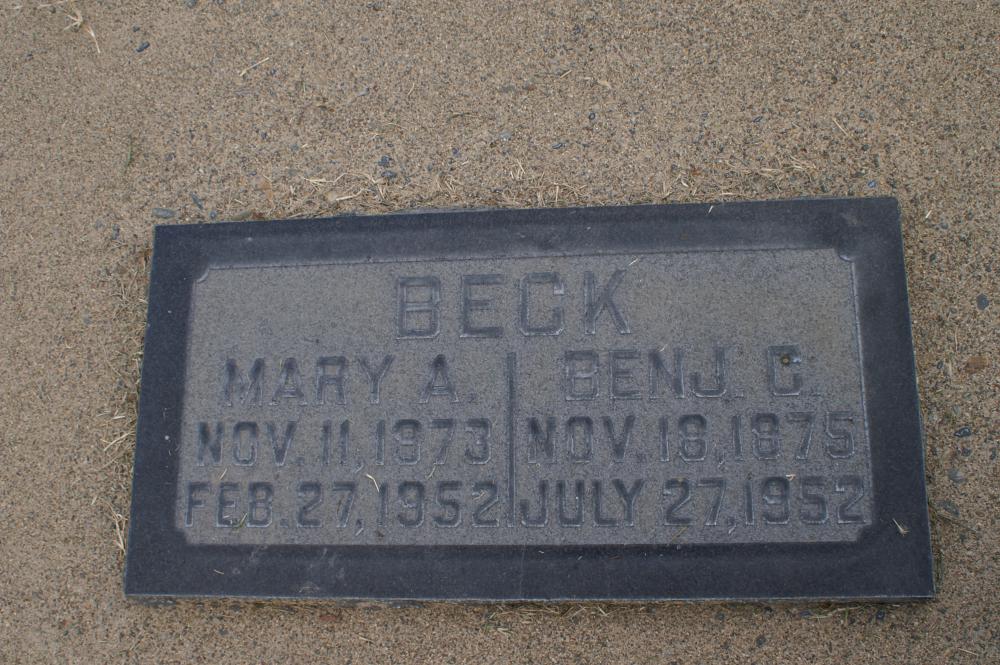 BECK
MARY A.
NOV. 11, 1873
FEB. 27, 1952
BENJ. C.
NOV. 18, 1875
JULY 27, 1952